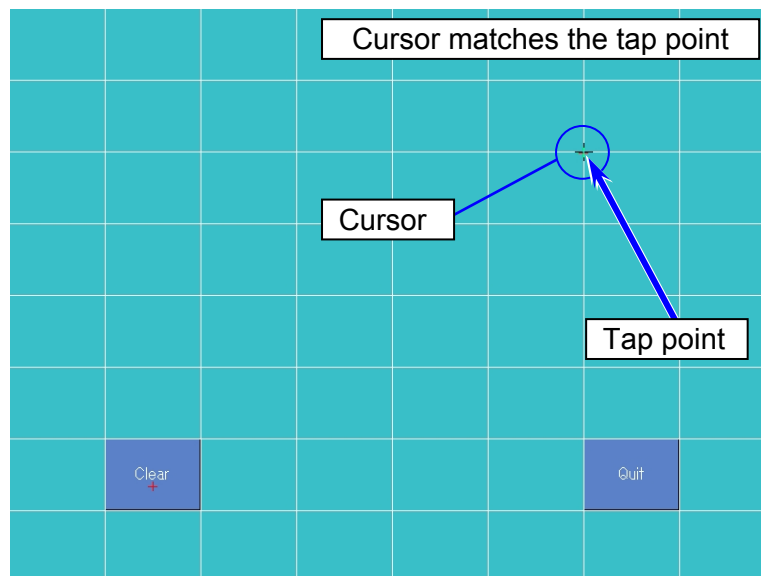 Cursor matches the tap point
Cursor
Tap point
Clear
Quit